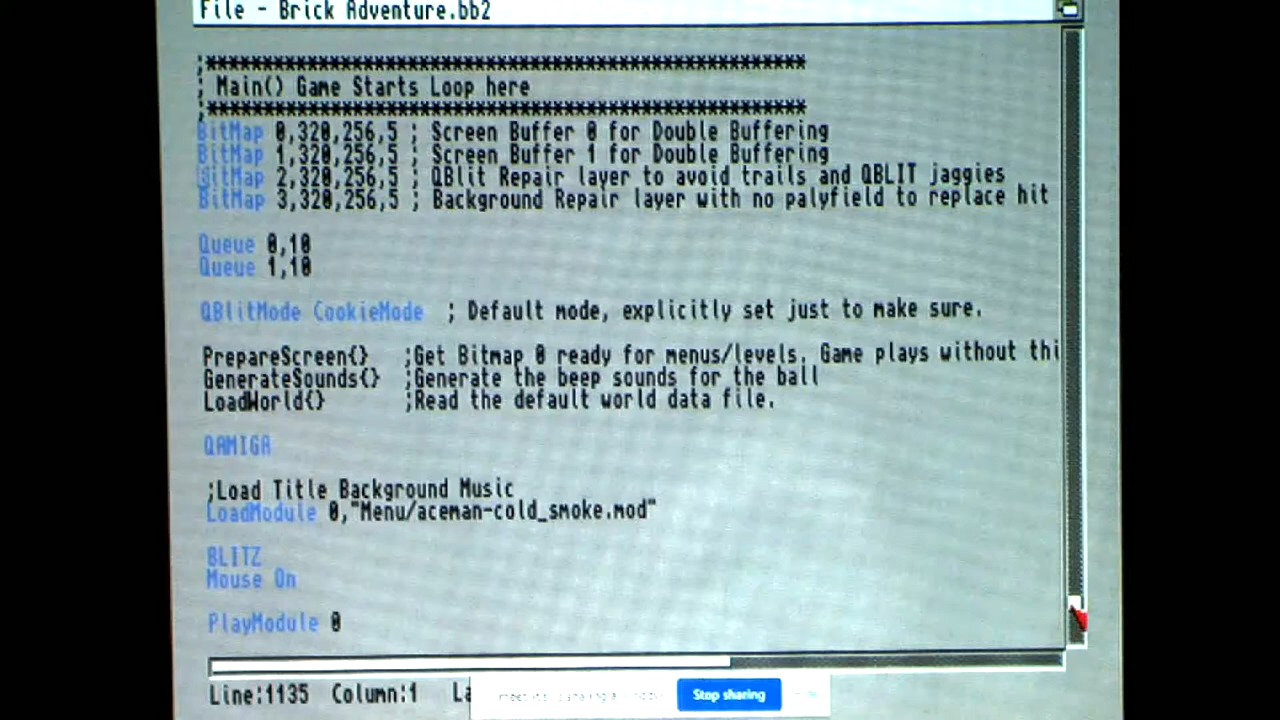 File - Brick Adventure.bb2
;******************************************************
; Main() Game Starts Loop here
;******************************************************
BitMap 0,320,256,5 ; Screen Buffer 0 for Double Buffering
BitMap 1,320,256,5 ; Screen Buffer 1 for Double Buffering
BitMap 2,320,256,5 ; QBlit Repair layer to avoid trails and QBLIT jaggies
BitMap 3,320,256,5 ; Background Repair layer with no palyfield to replace hit
Queue 0,10
Queue 1,10
QBlitMode CookieMode ; Default mode, explicitly set just to make sure.
PrepareScreen{} ;Get Bitmap 0 ready for menus/levels. Game plays without thi
GenerateSounds{} ;Generate the beep sounds for the ball
LoadWorld{} ;Read the default world data file.
QAMIGA
;Load Title Background Music
LoadModule 0,"Menu/aceman-cold_smoke.mod"
BLITZ
Mouse On
PlayModule 0
Line:1135 Column:1 La
Stop sharing